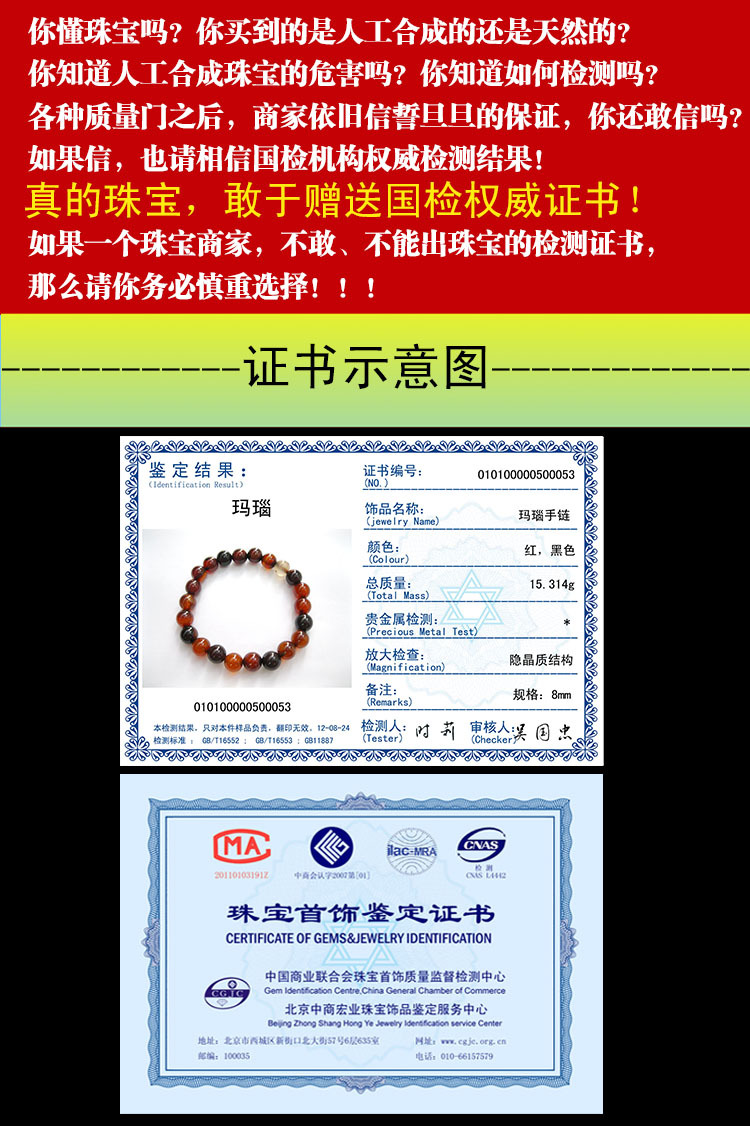 你懂珠宝吗？你买到的是人工合成的还是天然的？
你知道人工合成珠宝的危害吗？你知道如何检测吗？
各种质量门之后，商家依旧信誓旦旦的保证，你还敢信吗？
如果信，也请相信国检机构权威检测结果！
真的珠宝，敢于赠送国检权威证书！
如果一个珠宝商家，不敢、不能出珠宝的检测证书，
那么请你务必慎重选择！！！
证书示意图
鉴定结果：
(Identification Result)
玛瑙
010100000500053
本检测结果，只对本件样品负责，翻印无效，12-08-24
检测标准：GB/T16552； GB/T16553；GB11887
证书编号： 010100000500053
(NO.)
饰品名称： 玛瑙手链
(jewelry Name)
颜色： 红，黑色
(Colour)
总质量： 15.314g
(Total Mass)
贵金属检测： *
(Precious Metal Test)
放大检查： 隐晶质结构
(Magnification)
备注： 规格：8mm
(Remarks)
检测人： 时莉 审核人： 吴国忠
(Tester) (Checker)
MA
20110103191Z
中商会认字2007第[01]
ilac-MRA
CNAS
检 测
CNAS L4442
珠宝首饰鉴定证书
CERTIFICATE OF GEMS&JEWELRY IDENTIFICATION
CGJC
中国商业联合会珠宝首饰质量监督检测中心
Gem Identification Centre,China General Chamber of Commerce
北京中商宏业珠宝饰品鉴定服务中心
Beijing Zhong Shang Hong Ye Jewelry Identification service Center
地址：北京市西城区新街口北大街57号6层635室 网址：www.cgjc.org.cn
邮编：100035 电话：010-66157579